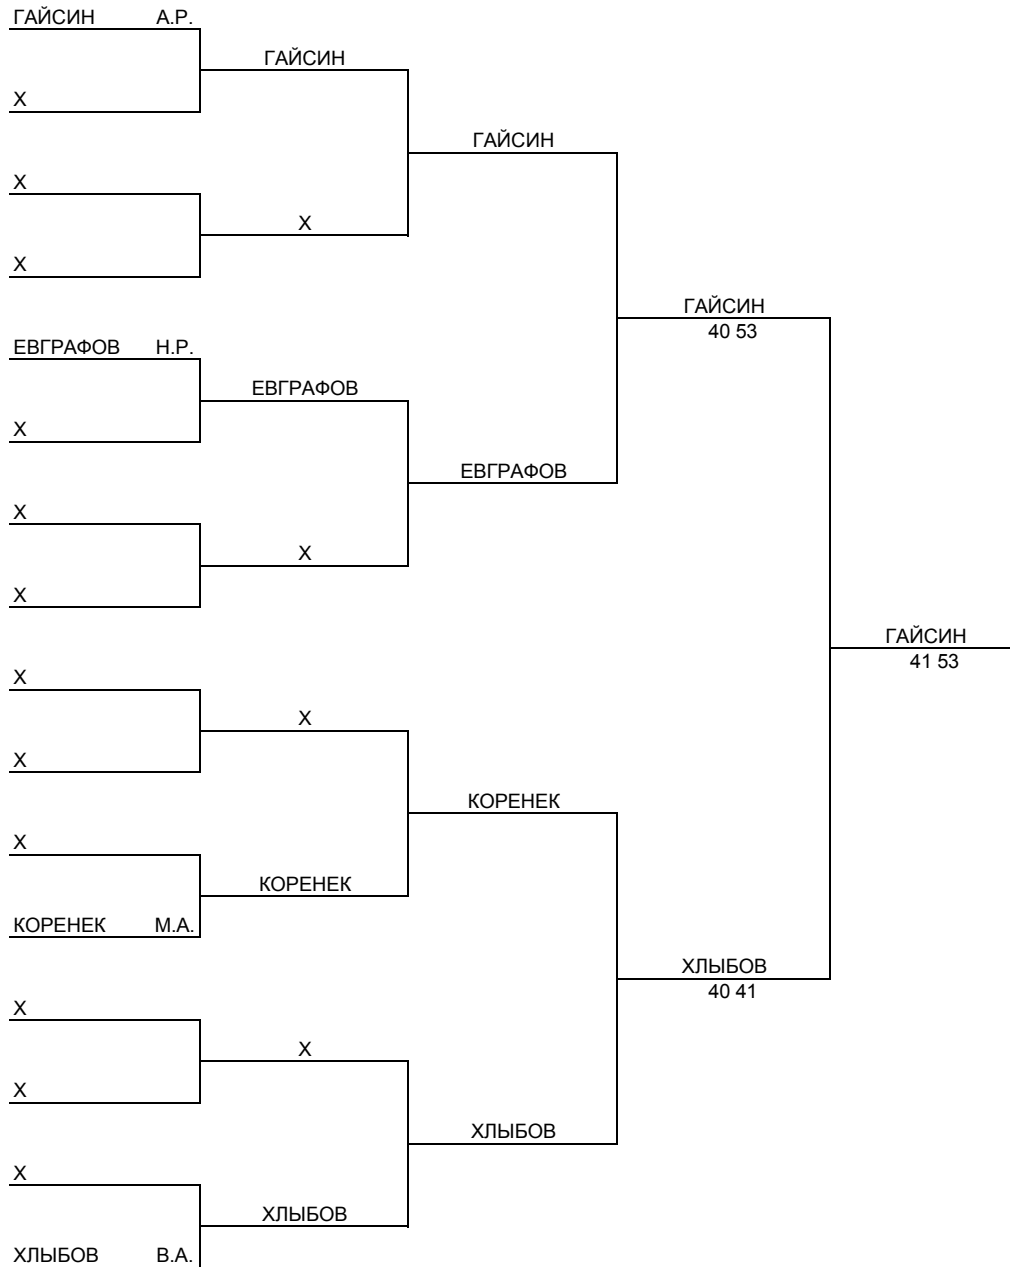 ГАЙСИН А.Р.
ГАЙСИН
Х
ГАЙСИН
Х
Х
Х
ГАЙСИН
40 53
ЕВГРАФОВ Н.Р.
ЕВГРАФОВ
Х
ЕВГРАФОВ
Х
Х
Х
ГАЙСИН
41 53
Х
Х
Х
КОРЕНЕК
Х
КОРЕНЕК
КОРЕНЕК М.А.
ХЛЫБОВ
40 41
Х
Х
Х
ХЛЫБОВ
Х
ХЛЫБОВ
ХЛЫБОВ В.А.